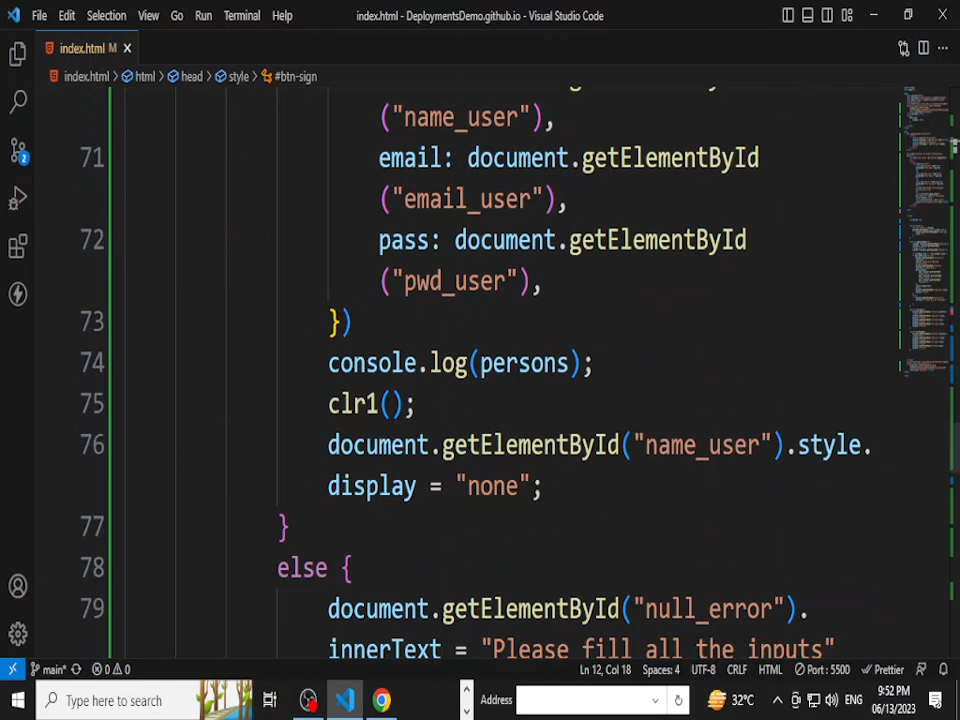 File Edit Selection View Go Run Terminal Help
index.html - DeploymentsDemo.github.io - Visual Studio Code
index.html M
index.html > html > head > style > #btn-sign
("name_user"),
71 email: document.getElementById
("email_user"),
72 pass: document.getElementById
("pwd_user"),
73 })
74 console.log(persons);
75 clr1();
76 document.getElementById("name_user").style.
display = "none";
77 }
78 else {
79 document.getElementById("null_error").
innerText = "Please fill all the inputs"
2
main* 0 0 Ln 12, Col 18 Spaces: 4 UTF-8 CRLF HTML Port : 5500 Prettier
Type here to search
Address
32°C
ENG
9:52 PM
06/13/2023